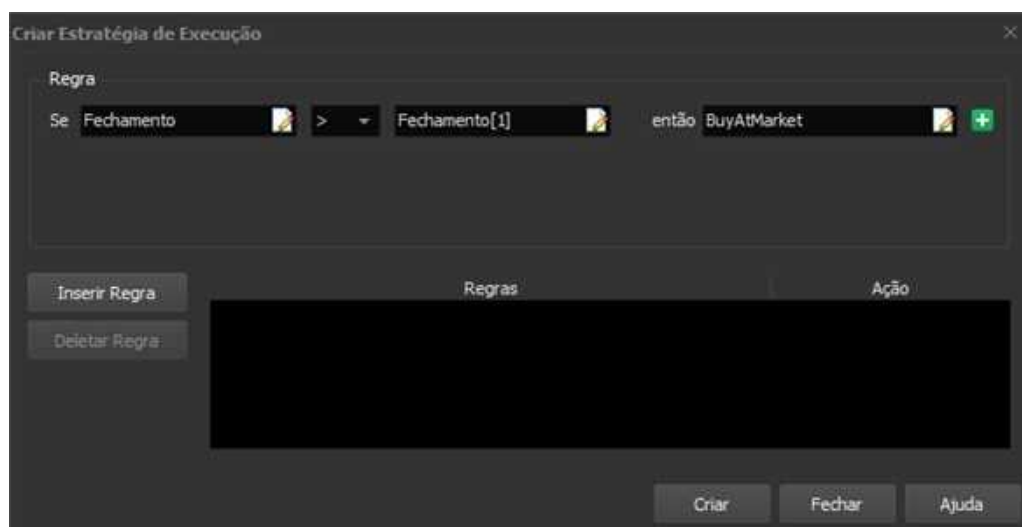 Criar Estratégia de Execução
Regra
Se Fechamento > Fechamento[1] então BuyAtMarket
Inserir Regra
Regras
Ação
Deletar Regra
Criar
Fechar
Ajuda